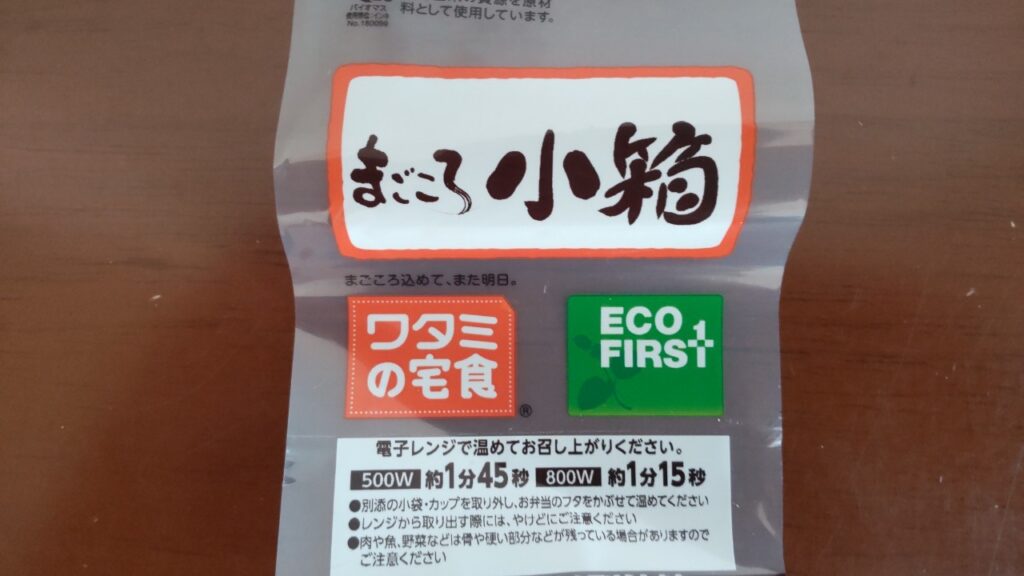 バイオマス
No.180099
料として使用しています。
まごころ 小箱
まごころ込めて、また明日。
ワタミ
の宅食
®
ECO
FIRST
電子レンジで温めてお召し上がりください。
500W 約1分45秒 800W 約1分15秒
●別添の小袋・カップを取り外し、お弁当のフタをかぶせて温めてください
●レンジから取り出す際には、やけどにご注意ください
●肉や魚、野菜などは骨や硬い部分などが残っている場合がありますので
ご注意ください